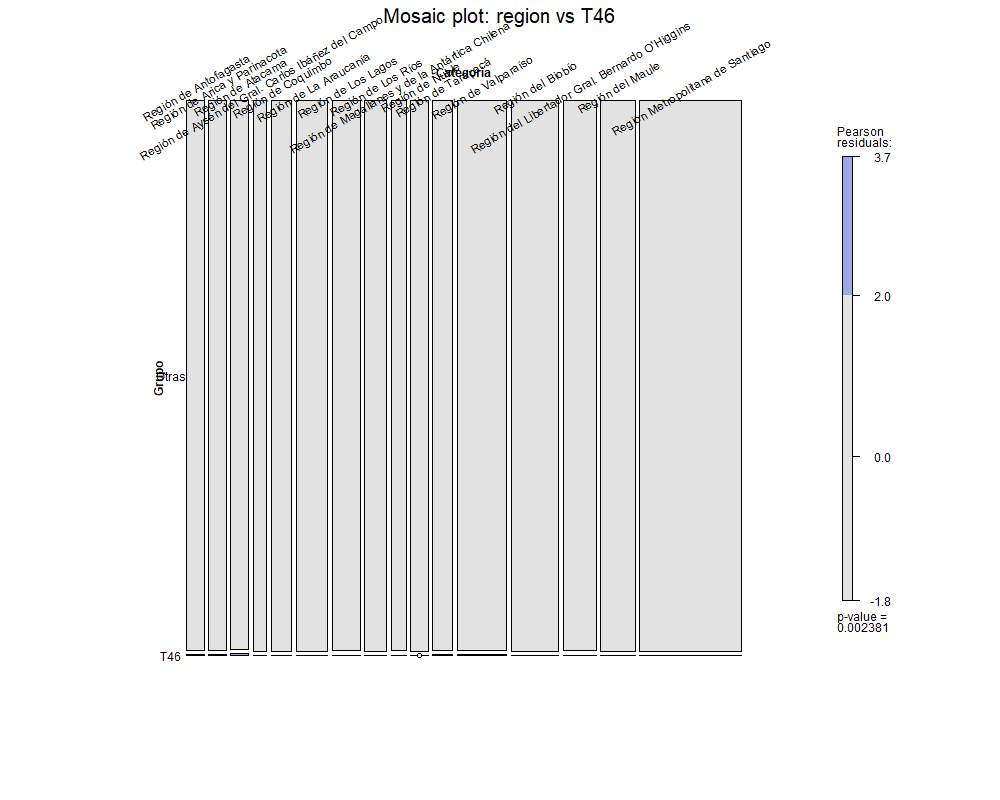 Mosaic plot: region vs T46
Categoria
Región de Antofagasta
Región de Arica y Parinacota
Región de Atacama
Región de Aysén del Gral. Carlos Ibáñez del Campo
Región de Coquimbo
Región de La Araucanía
Región de Los Lagos
Región de Los Ríos
Región de Magallanes y de la Antártica Chilena
Región de Ñuble
Región de Tarapacá
Región de Valparaíso
Región del Biobío
Región del Libertador Gral. Bernardo O'Higgins
Región del Maule
Región Metropolitana de Santiago
Grupo
Otras
T46
Pearson
residuals:
3.7
2.0
0.0
-1.8
p-value =
0.002381